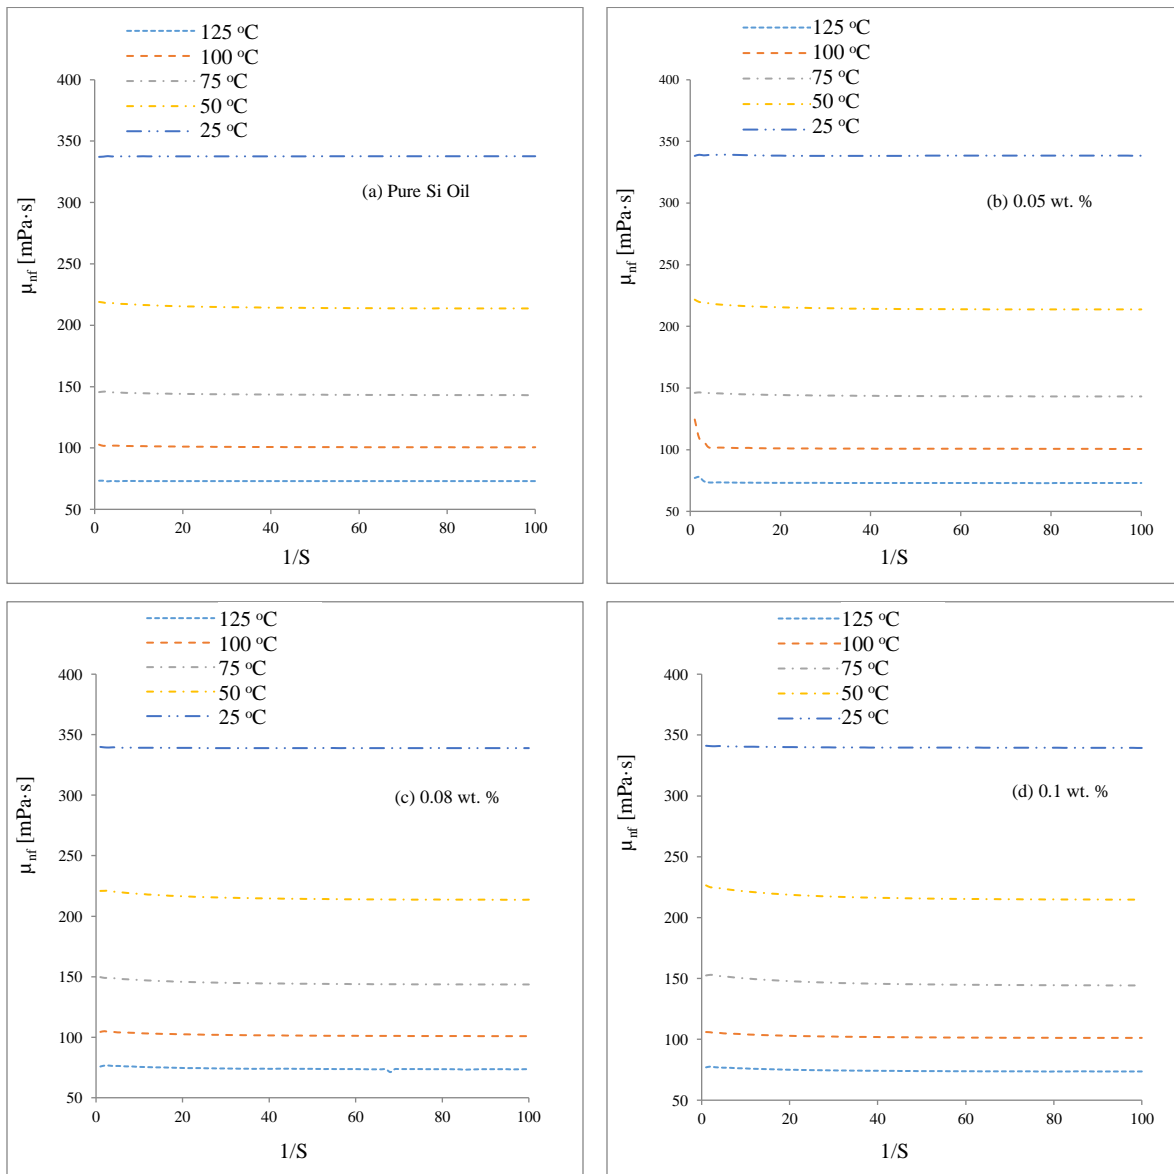 125 °C
100 °C
75 °C
50 °C
25 °C
400
350
300
250
200
150
100
50
0 20 40 60 80 100
μnf [mPa·s]
1/S
(a) Pure Si Oil
125 °C
100 °C
75 °C
50 °C
25 °C
400
350
300
250
200
150
100
50
0 20 40 60 80 100
μnf [mPa·s]
1/S
(b) 0.05 wt. %
125 °C
100 °C
75 °C
50 °C
25 °C
400
350
300
250
200
150
100
50
0 20 40 60 80 100
μnf [mPa·s]
1/S
(c) 0.08 wt. %
125 °C
100 °C
75 °C
50 °C
25 °C
400
350
300
250
200
150
100
50
0 20 40 60 80 100
μnf [mPa·s]
1/S
(d) 0.1 wt. %